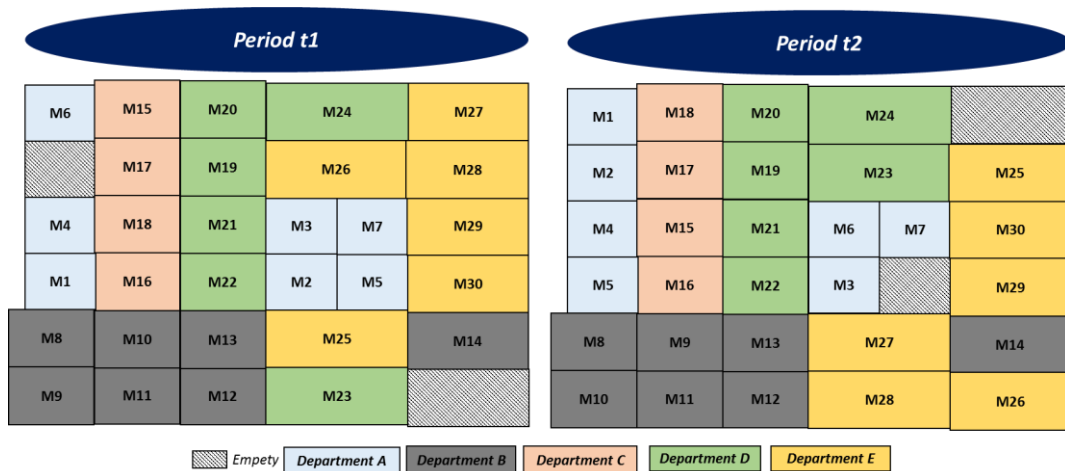 Period t1 Period t2
M6 M15 M20 M24 M27 M1 M18 M20 M24
M17 M19 M26 M28 M2 M17 M19 M23 M25
M4 M18 M21 M3 M7 M29 M4 M15 M21 M6 M7 M30
M1 M16 M22 M2 M5 M30 M5 M16 M22 M3 M29
M8 M10 M13 M25 M14 M8 M9 M13 M27 M14
M9 M11 M12 M23 M10 M11 M12 M28 M26
Empety Department A Department B Department C Department D Department E